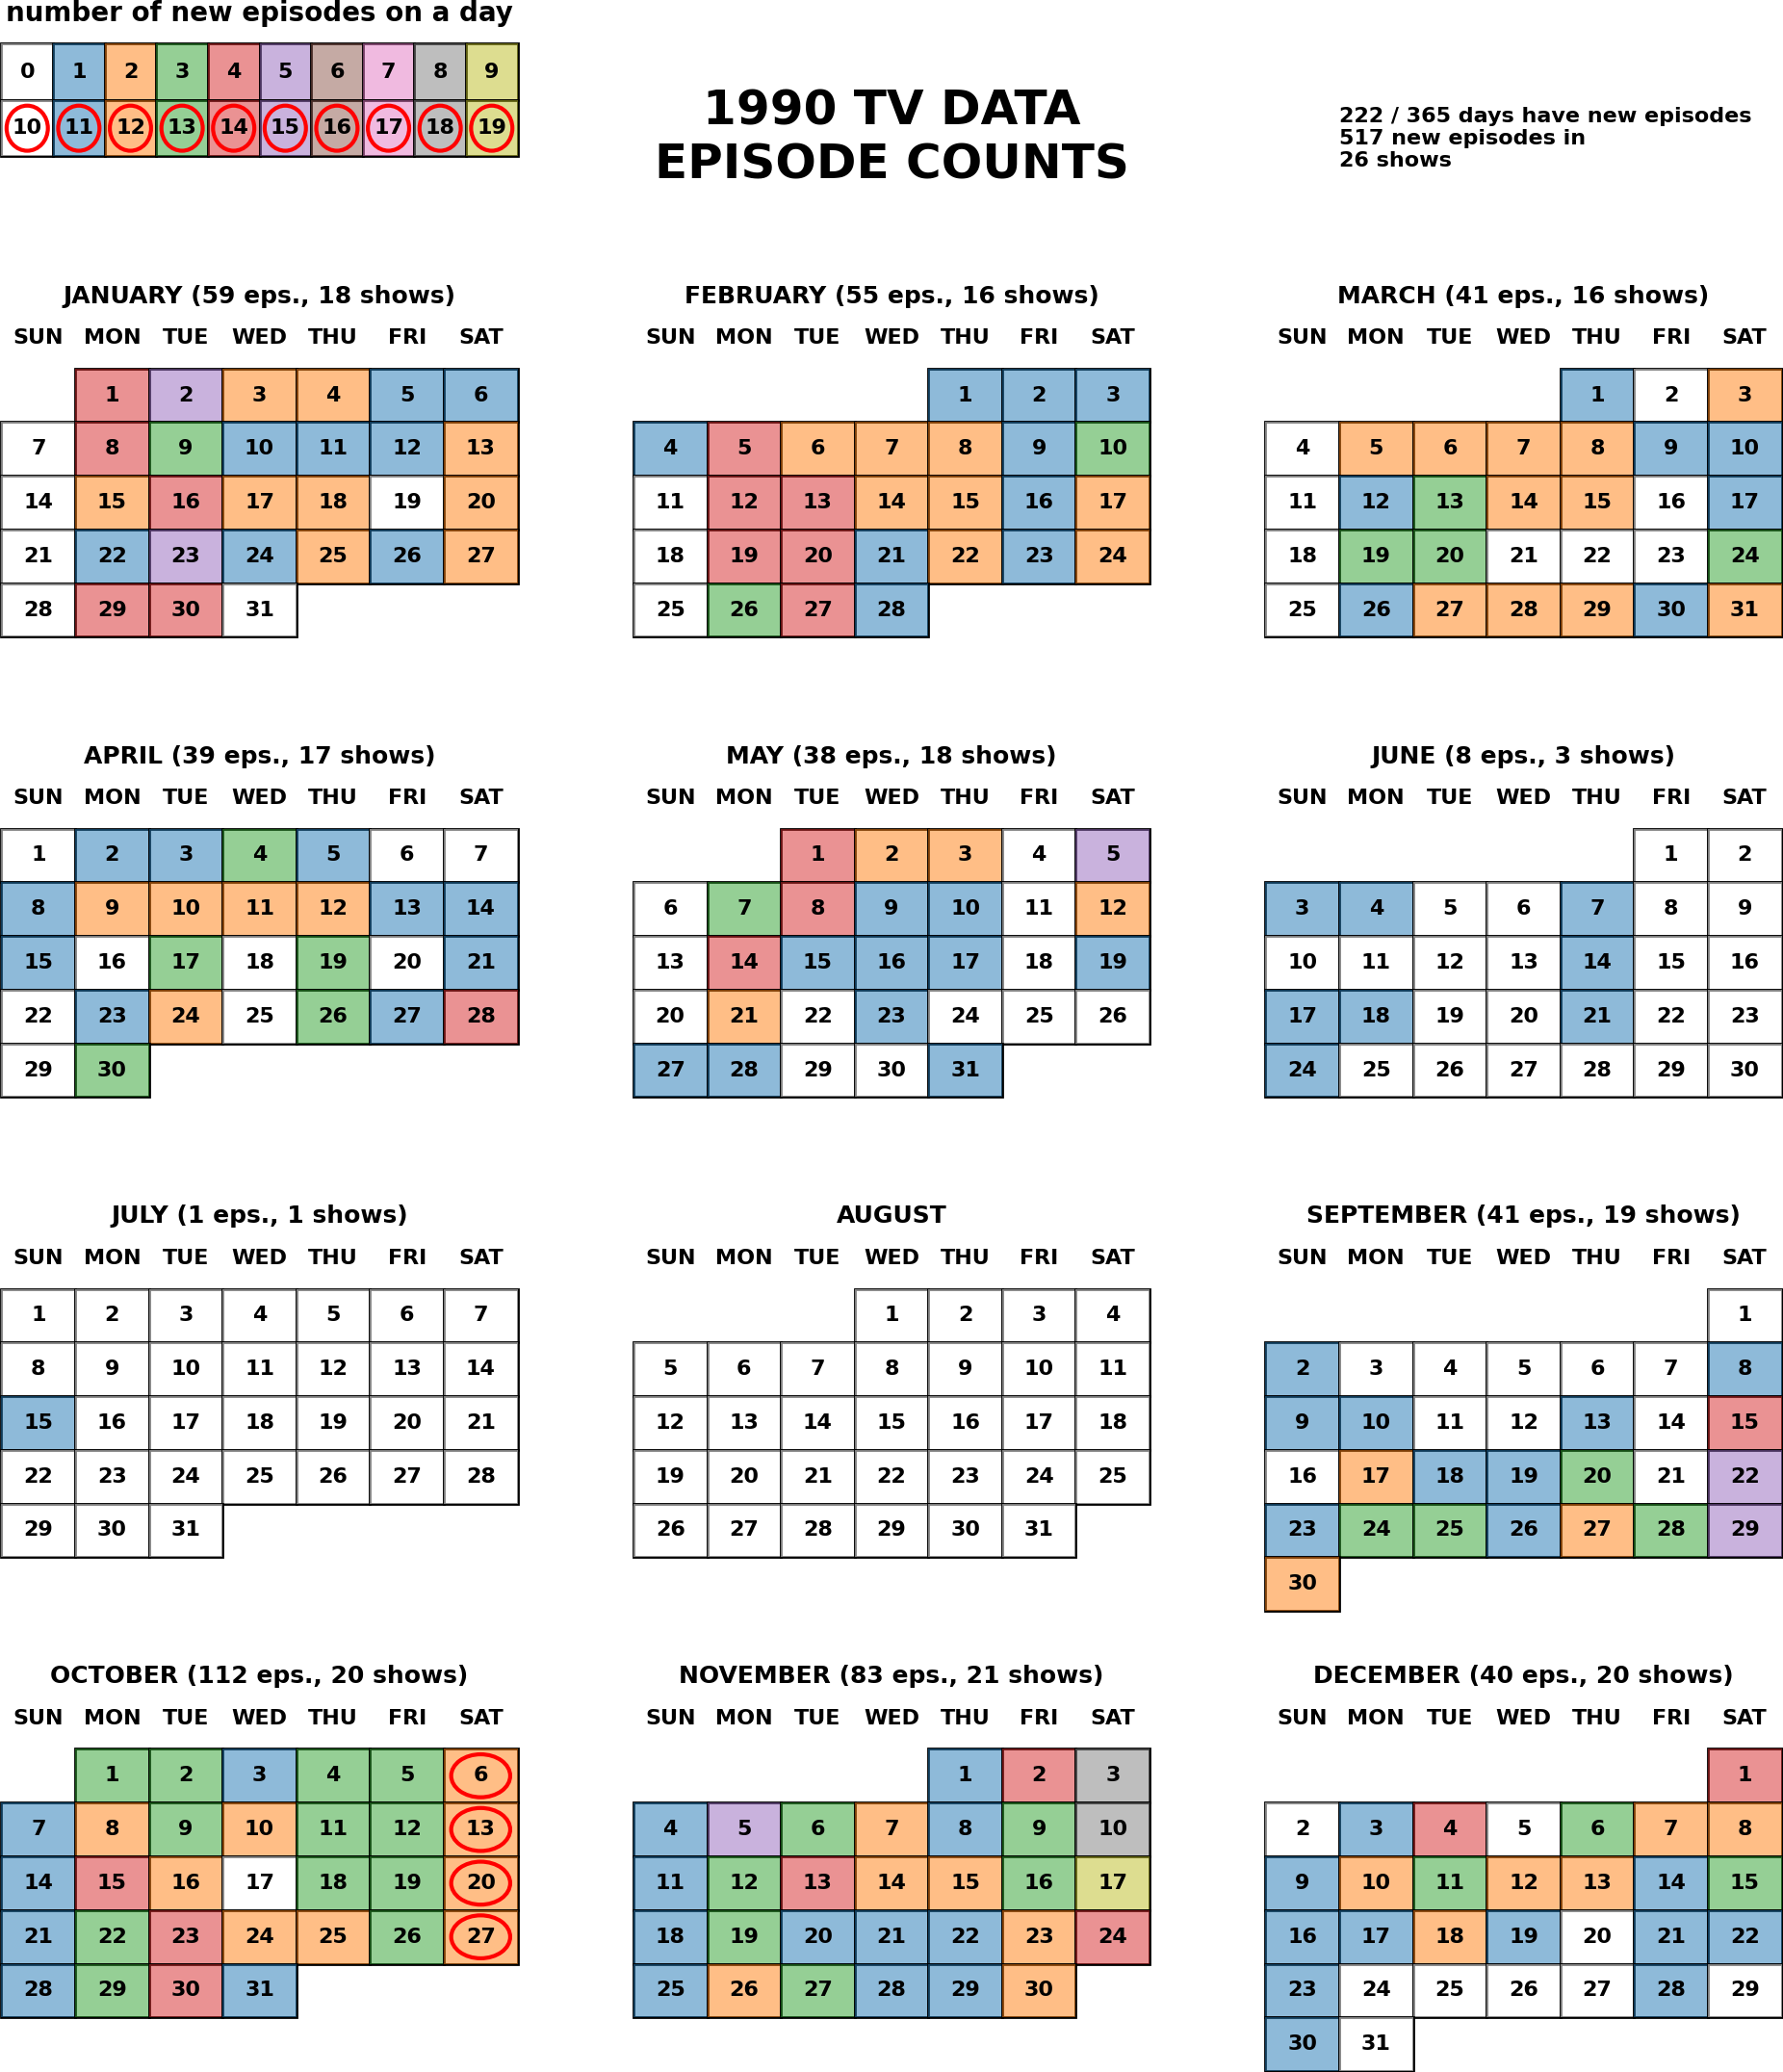 number of new episodes on a day
0 1 2 3 4 5 6 7 8 9
10 11 12 13 14 15 16 17 18 19
1990 TV DATA
EPISODE COUNTS
222 / 365 days have new episodes
517 new episodes in
26 shows
JANUARY (59 eps., 18 shows)
SUN MON TUE WED THU FRI SAT
1 2 3 4 5 6
7 8 9 10 11 12 13
14 15 16 17 18 19 20
21 22 23 24 25 26 27
28 29 30 31
FEBRUARY (55 eps., 16 shows)
SUN MON TUE WED THU FRI SAT
1 2 3
4 5 6 7 8 9 10
11 12 13 14 15 16 17
18 19 20 21 22 23 24
25 26 27 28
MARCH (41 eps., 16 shows)
SUN MON TUE WED THU FRI SAT
1 2 3
4 5 6 7 8 9 10
11 12 13 14 15 16 17
18 19 20 21 22 23 24
25 26 27 28 29 30 31
APRIL (39 eps., 17 shows)
SUN MON TUE WED THU FRI SAT
1 2 3 4 5 6 7
8 9 10 11 12 13 14
15 16 17 18 19 20 21
22 23 24 25 26 27 28
29 30
MAY (38 eps., 18 shows)
SUN MON TUE WED THU FRI SAT
1 2 3 4 5
6 7 8 9 10 11 12
13 14 15 16 17 18 19
20 21 22 23 24 25 26
27 28 29 30 31
JUNE (8 eps., 3 shows)
SUN MON TUE WED THU FRI SAT
1 2
3 4 5 6 7 8 9
10 11 12 13 14 15 16
17 18 19 20 21 22 23
24 25 26 27 28 29 30
JULY (1 eps., 1 shows)
SUN MON TUE WED THU FRI SAT
1 2 3 4 5 6 7
8 9 10 11 12 13 14
15 16 17 18 19 20 21
22 23 24 25 26 27 28
29 30 31
AUGUST
SUN MON TUE WED THU FRI SAT
1 2 3 4
5 6 7 8 9 10 11
12 13 14 15 16 17 18
19 20 21 22 23 24 25
26 27 28 29 30 31
SEPTEMBER (41 eps., 19 shows)
SUN MON TUE WED THU FRI SAT
1
2 3 4 5 6 7 8
9 10 11 12 13 14 15
16 17 18 19 20 21 22
23 24 25 26 27 28 29
30
OCTOBER (112 eps., 20 shows)
SUN MON TUE WED THU FRI SAT
1 2 3 4 5 6
7 8 9 10 11 12 13
14 15 16 17 18 19 20
21 22 23 24 25 26 27
28 29 30 31
NOVEMBER (83 eps., 21 shows)
SUN MON TUE WED THU FRI SAT
1 2 3
4 5 6 7 8 9 10
11 12 13 14 15 16 17
18 19 20 21 22 23 24
25 26 27 28 29 30
DECEMBER (40 eps., 20 shows)
SUN MON TUE WED THU FRI SAT
1
2 3 4 5 6 7 8
9 10 11 12 13 14 15
16 17 18 19 20 21 22
23 24 25 26 27 28 29
30 31